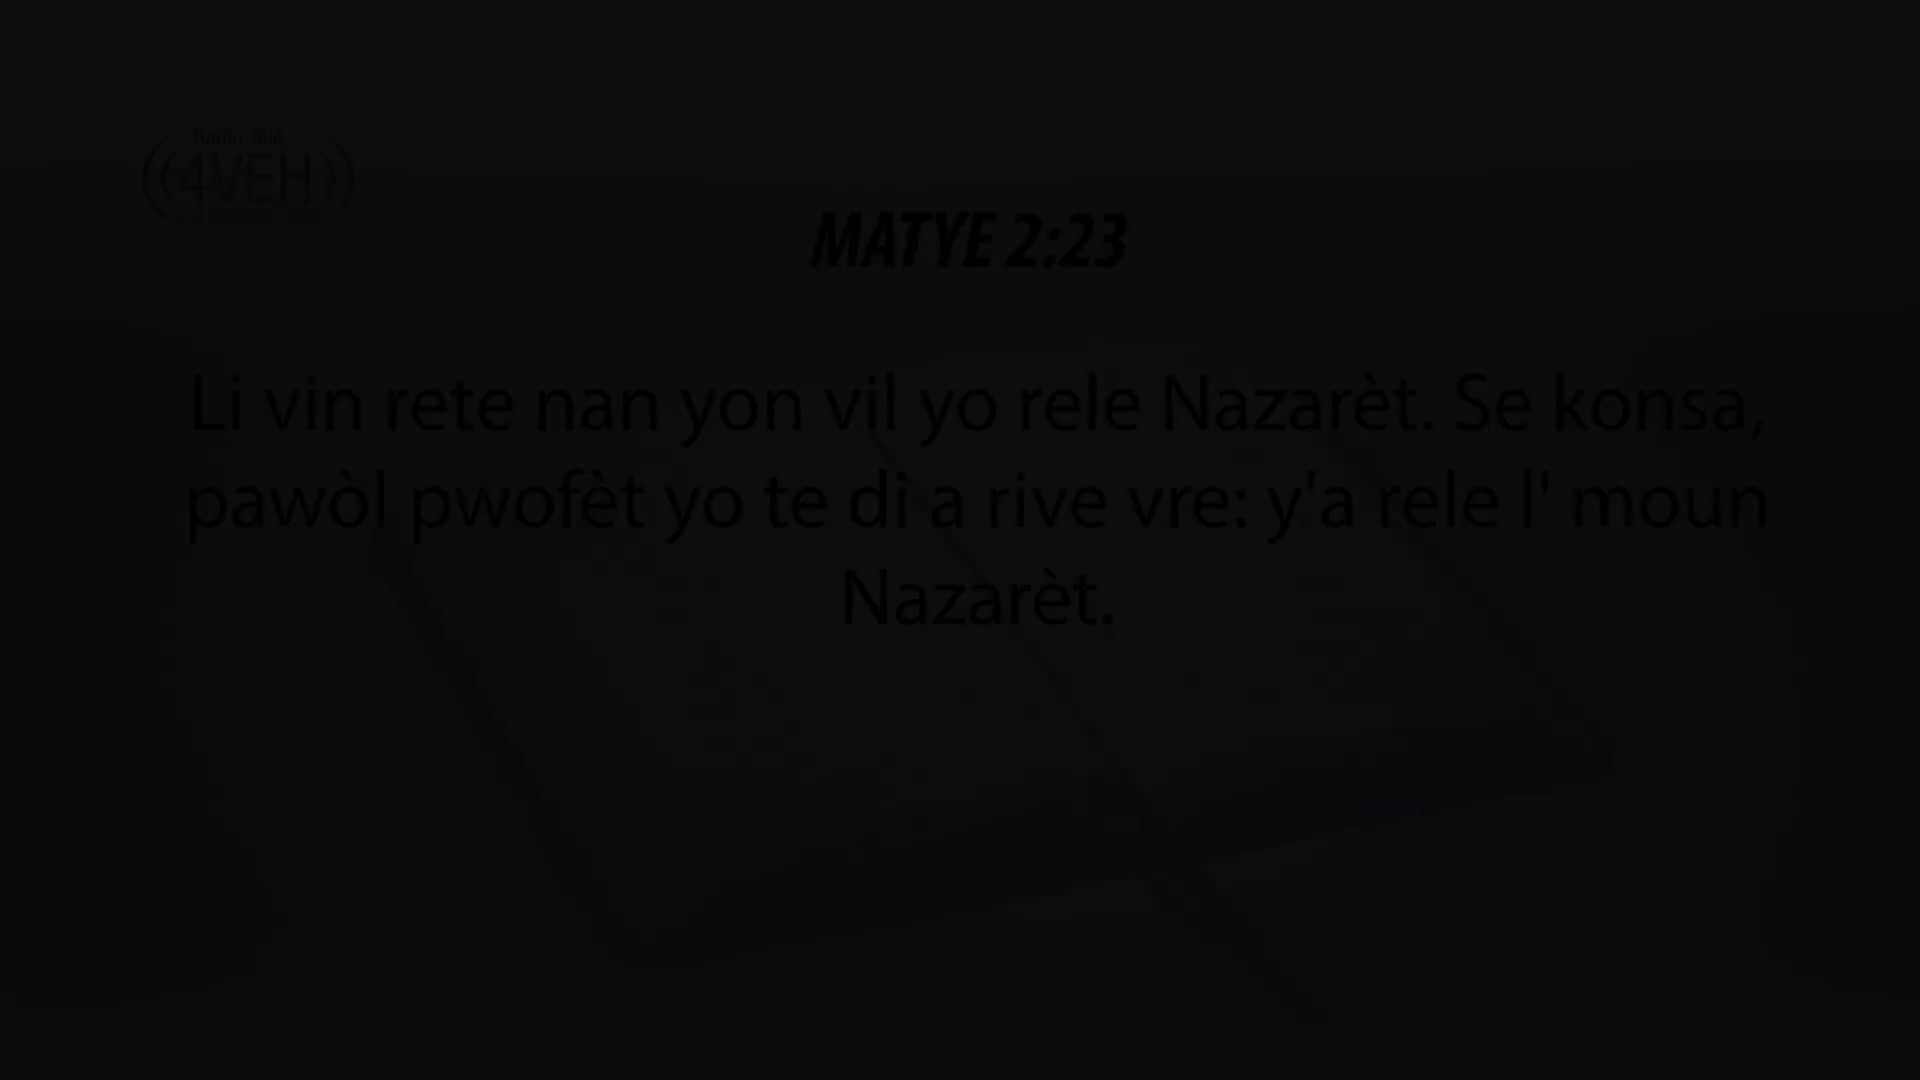 ((4VEH))
MATYE 2:23
Li vin rete nan yon vil yo rele Nazarèt. Se konsa,
pawòl pwofèt yo te di a rive vre: y'a rele l' moun
Nazarèt.